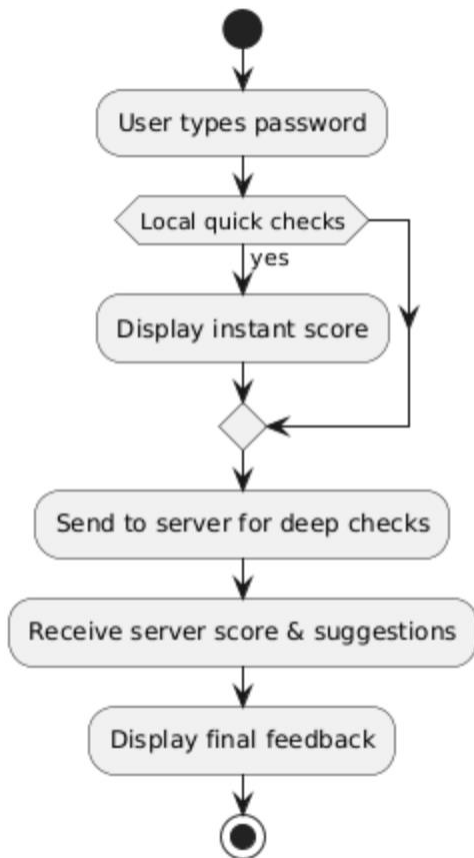 User types password
Local quick checks
yes
Display instant score
Send to server for deep checks
Receive server score & suggestions
Display final feedback